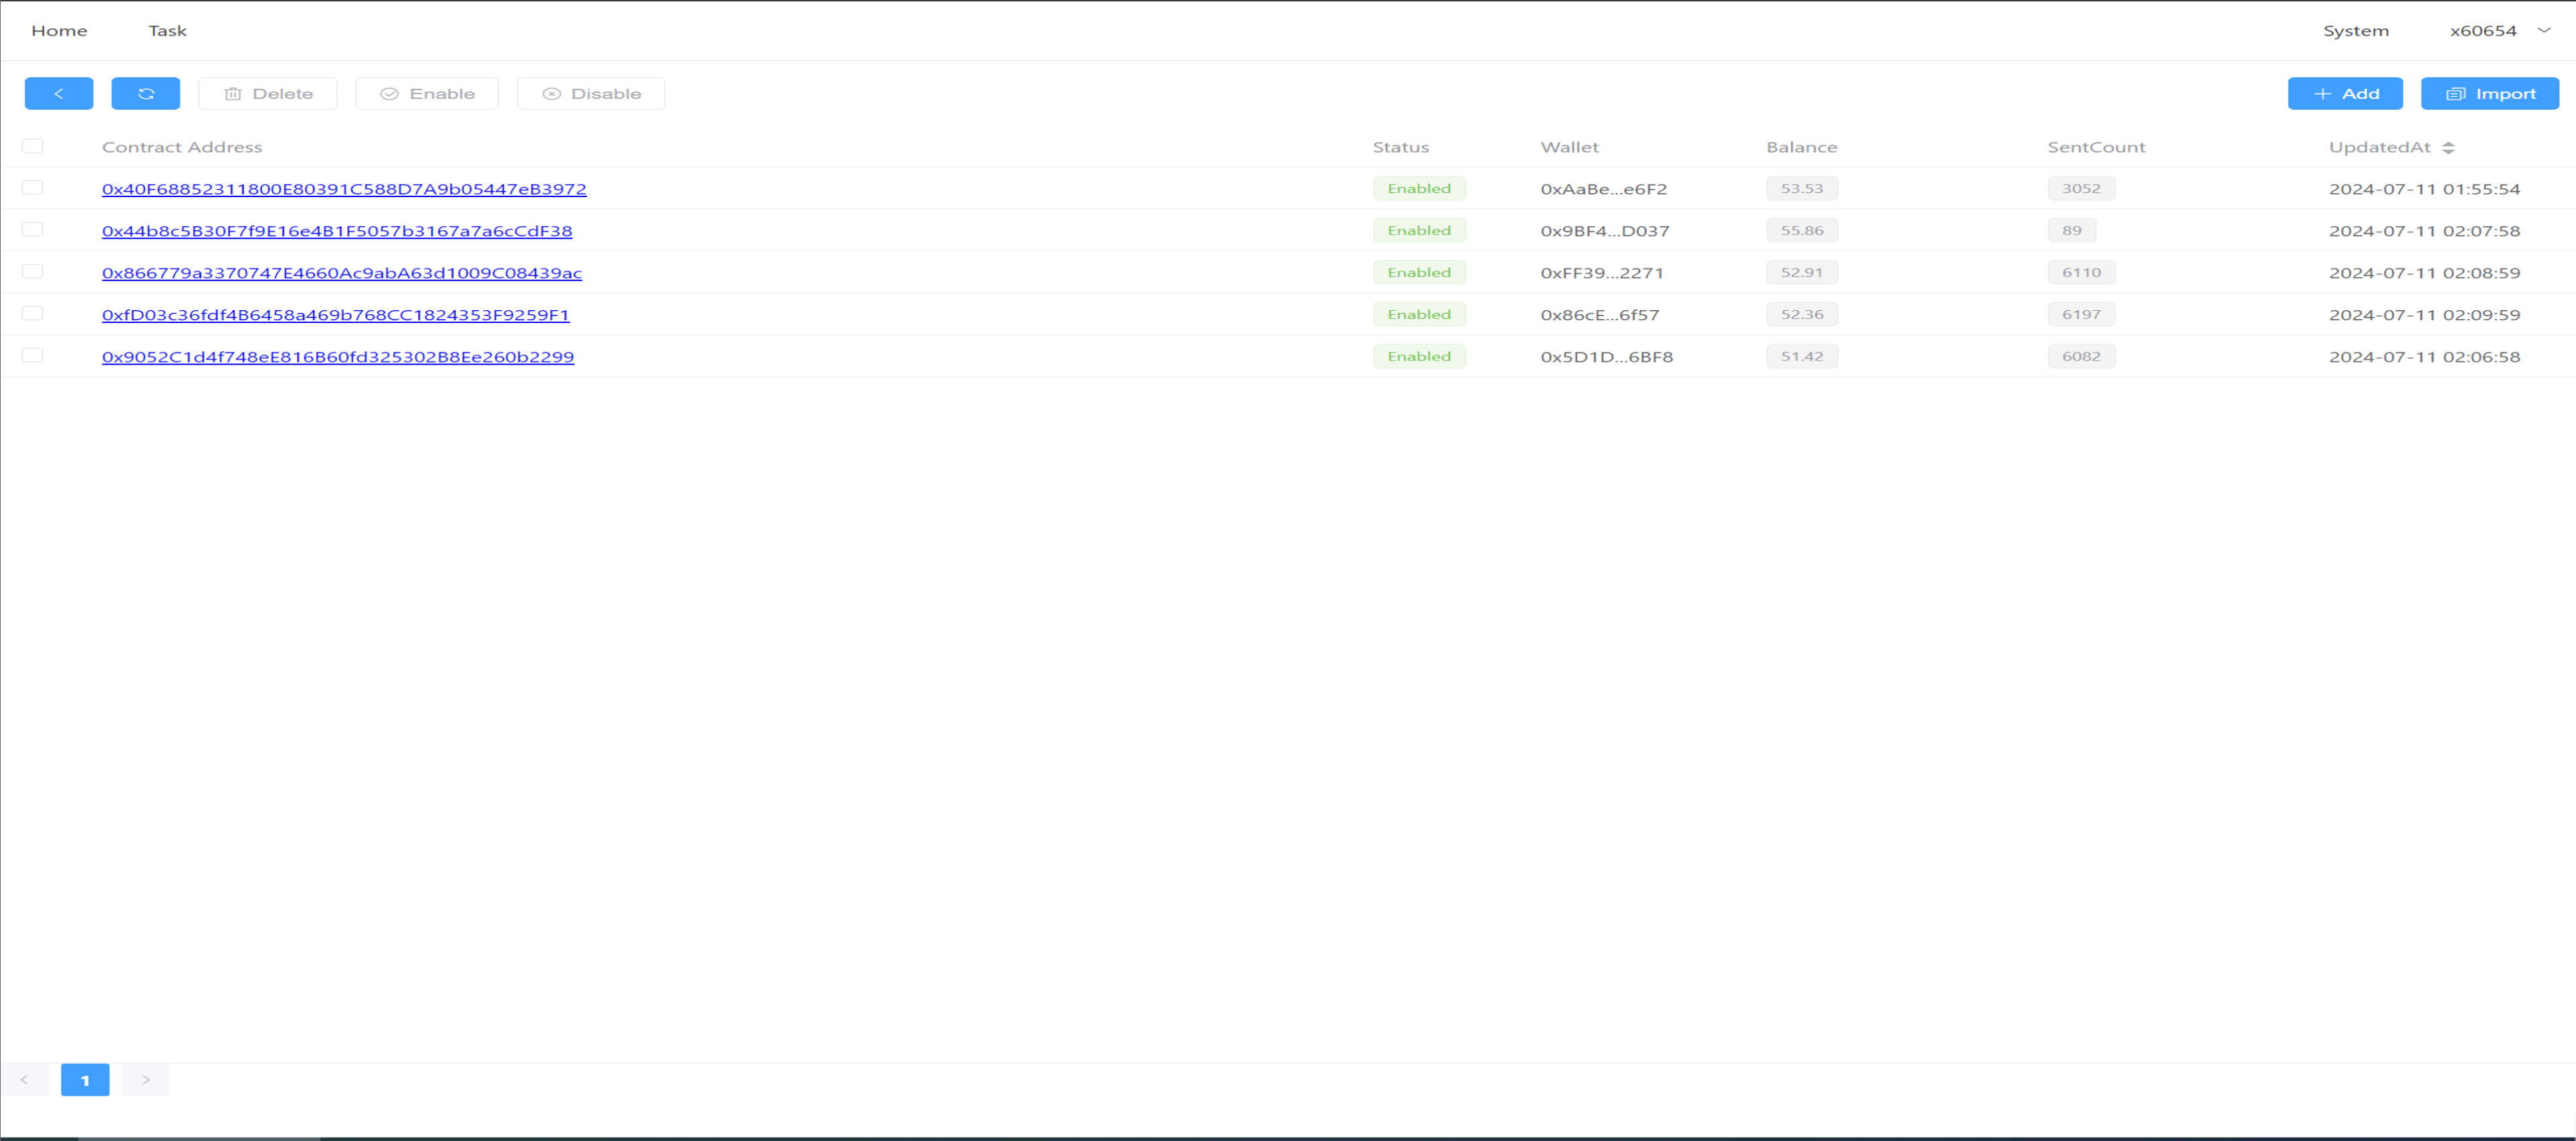 Home Task System x60654
Delete Enable Disable Add Import
Contract Address Status Wallet Balance SentCount UpdatedAt
0x40F68852311800E80391C588D7A9b05447eB3972 Enabled 0xAaBe...e6F2 53.53 3052 2024-07-11 01:55:54
0x44b8c5B30F7f9E16e4B1F5057b3167a7a6cCdF38 Enabled 0x9BF4...D037 55.86 89 2024-07-11 02:07:58
0x866779a3370747E4660Ac9abA63d1009C08439ac Enabled 0xFF39...2271 52.91 6110 2024-07-11 02:08:59
0xfD03c36fdf4B6458a469b768CC1824353F9259F1 Enabled 0x86cE...6f57 52.36 6197 2024-07-11 02:09:59
0x9052C1d4f748eE816B60fd325302B8Ee260b2299 Enabled 0x5D1D...6BF8 51.42 6082 2024-07-11 02:06:58
1